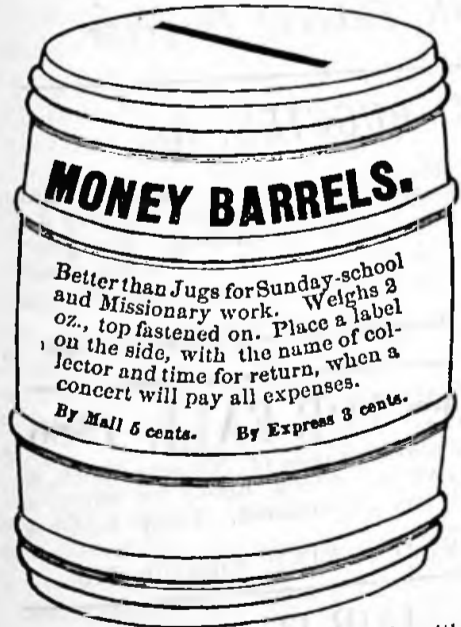 MONEY BARRELS.
Better than Jugs for Sunday-school
and Missionary work. Weighs 2
oz., top fastened on. Place a label
on the side, with the name of col-
lector and time for return, when a
concert will pay all expenses.
By Mail 5 cents. By Express 3 cents.